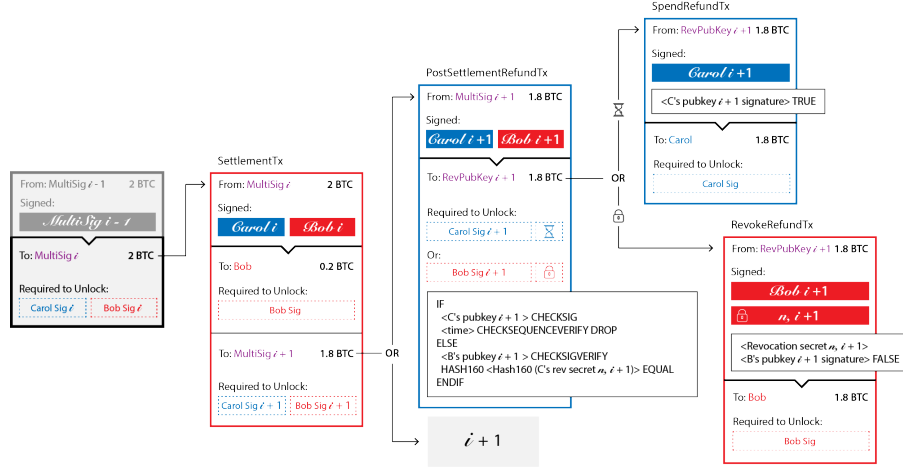 From: MultiSig i - 1 2 BTC
Signed:
MultiSig i - 1
To: MultiSig i 2 BTC
Required to Unlock:
Carol Sig i Bob Sig i
SettlementTx
From: MultiSig i 2 BTC
Signed:
Carol i Bob i
To: Bob 0.2 BTC
Required to Unlock:
Bob Sig
To: MultiSig i + 1 1.8 BTC
Required to Unlock:
Carol Sig i + 1 Bob Sig i + 1
OR
PostSettlementRefundTx
From: MultiSig i + 1 1.8 BTC
Signed:
Carol i +1 Bob i +1
To: RevPubKey i +1 1.8 BTC
Required to Unlock:
Carol Sig i + 1
Or:
Bob Sig i + 1
IF
<C's pubkey i + 1 > CHECKSIG
<time> CHECKSEQUENCEVERIFY DROP
ELSE
<B's pubkey i + 1 > CHECKSIGVERIFY
HASH160 <Hash160 (C's rev secret n, i + 1)> EQUAL
ENDIF
i + 1
OR
SpendRefundTx
From: RevPubKey i +1 1.8 BTC
Signed:
Carol i +1
<C's pubkey i + 1 signature> TRUE
To: Carol 1.8 BTC
Required to Unlock:
Carol Sig
RevokeRefundTx
From: RevPubKey i +1 1.8 BTC
Signed:
Bob i +1
n, i +1
<Revocation secret n, i + 1>
<B's pubkey i + 1 signature> FALSE
To: Bob 1.8 BTC
Required to Unlock:
Bob Sig